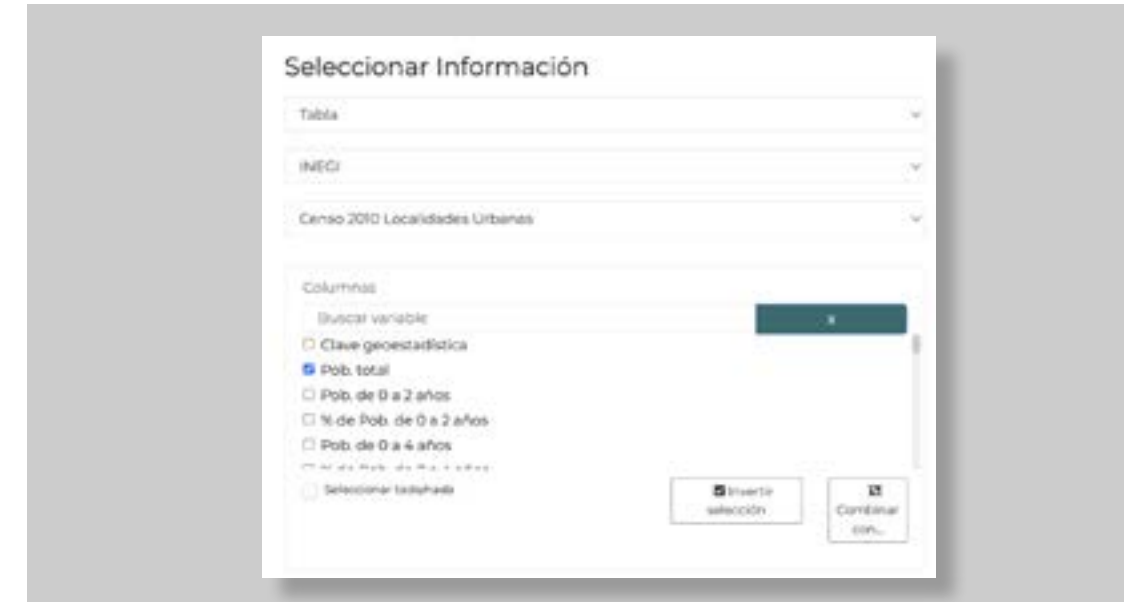 Seleccionar Información
Tabla
INEGI
Censo 2010 Localidades Urbanas
Columnas
Buscar variable
x
Clave geoestadística
Pob. total
Pob. de 0 a 2 años
% de Pob. de 0 a 2 años
Pob. de 0 a 4 años
Seleccionar
Invertir
selección
Combinar
con...